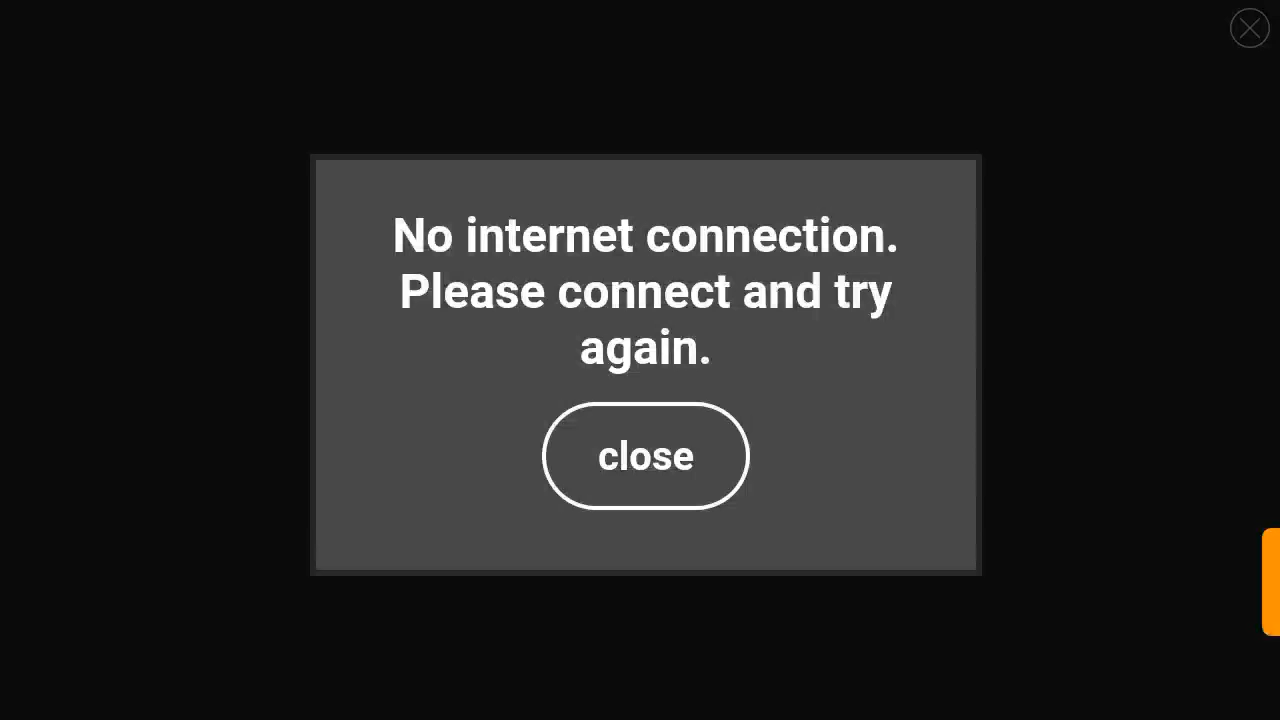 No internet connection.
Please connect and try
again.
close